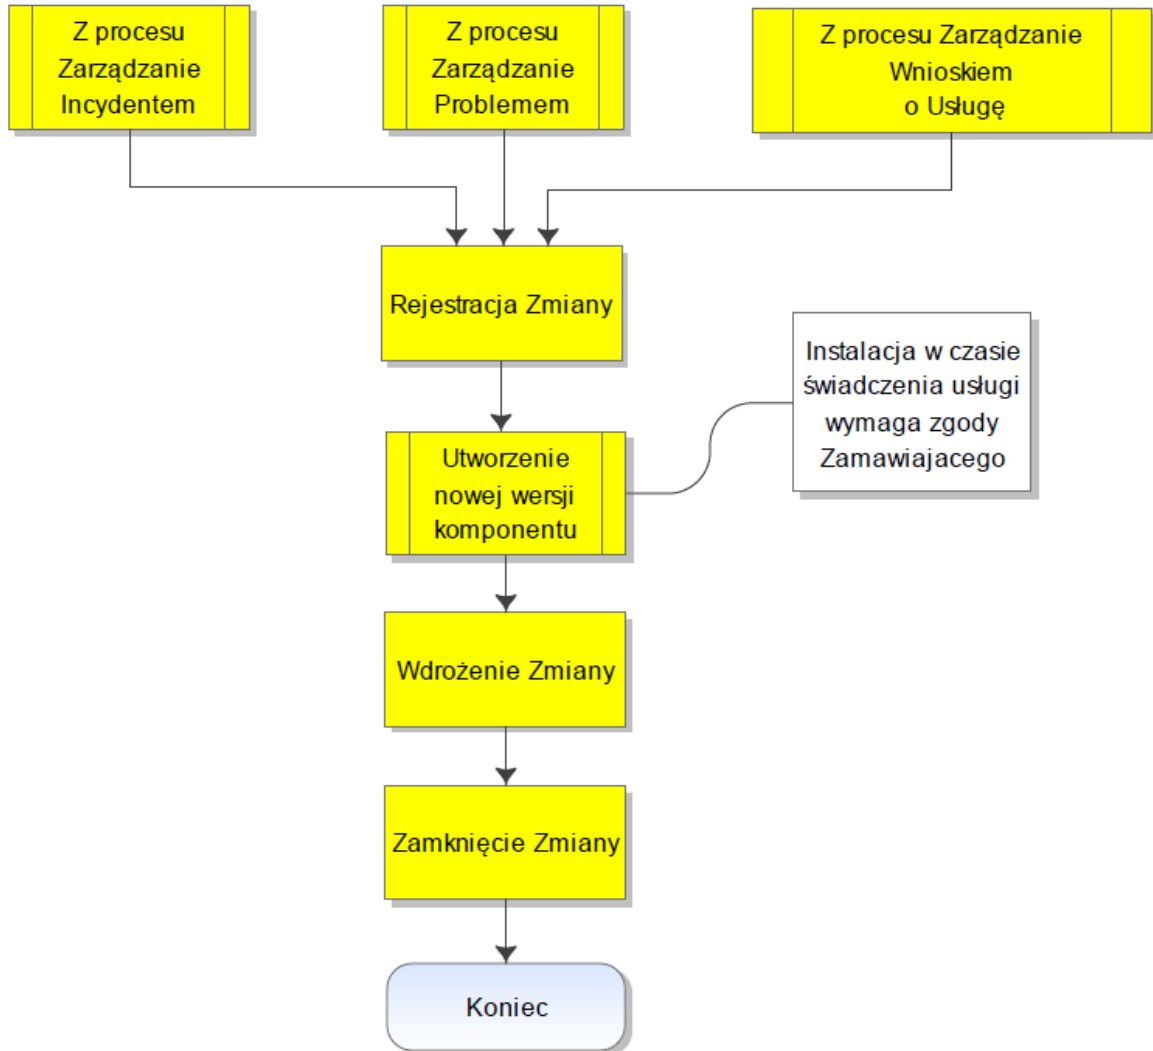 Z procesu
Zarządzanie
Incydentem
Z procesu
Zarządzanie
Problemem
Z procesu Zarządzanie
Wnioskiem
o Usługę
Rejestracja Zmiany
Instalacja w czasie
świadczenia usługi
wymaga zgody
Zamawiajacego
Utworzenie
nowej wersji
komponentu
Wdrożenie Zmiany
Zamknięcie Zmiany
Koniec